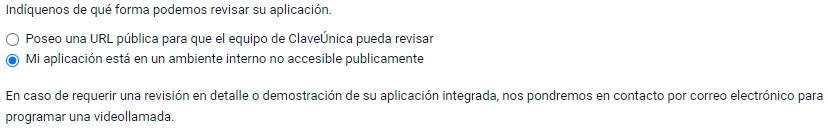 Indíquenos de qué forma podemos revisar su aplicación.
Poseo una URL pública para que el equipo de ClaveÚnica pueda revisar
Mi aplicación está en un ambiente interno no accesible publicamente
En caso de requerir una revisión en detalle o demostración de su aplicación integrada, nos pondremos en contacto por correo electrónico para
programar una videollamada.